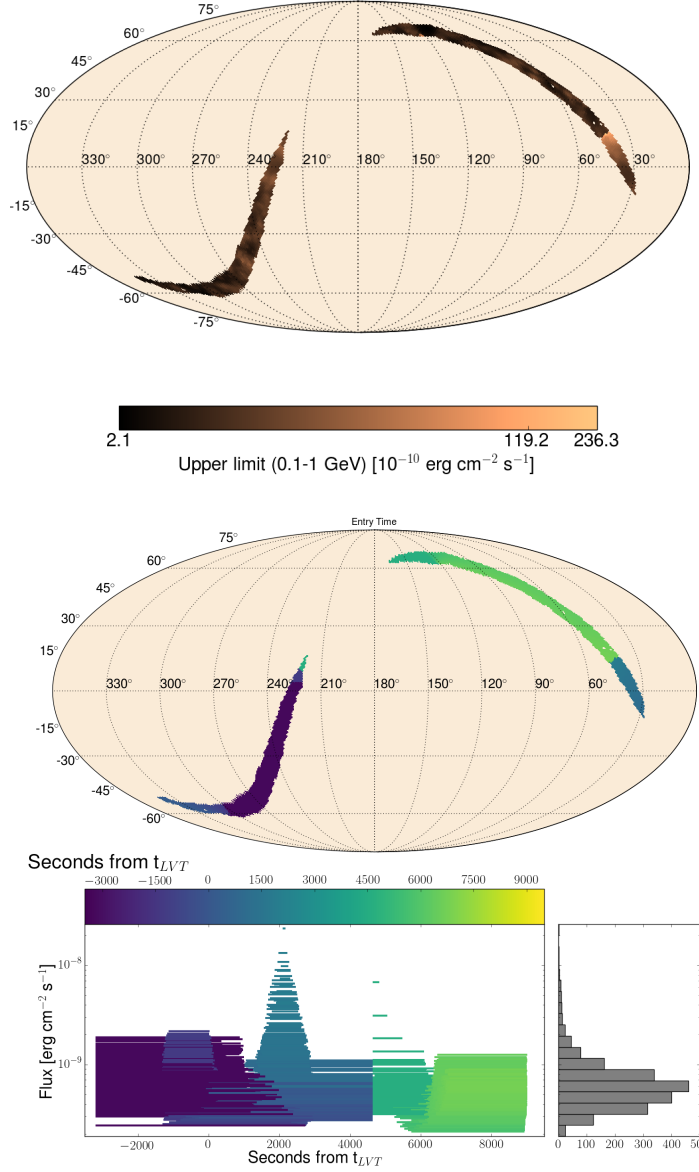 75°
60°
45°
30°
15°
330° 300° 270° 240° 210° 180° 150° 120° 90° 60° 30°
-15°
-30°
-45°
-60°
-75°
2.1 119.2 236.3
Upper limit (0.1-1 GeV) [10⁻¹⁰ erg cm⁻² s⁻¹]
Entry Time
75°
60°
45°
30°
15°
330° 300° 270° 240° 210° 180° 150° 120° 90° 60°
-15°
-30°
-45°
-60°
Seconds from t_LVT
−3000 −1500 0 1500 3000 4500 6000 7500 9000
Flux [erg cm⁻² s⁻¹]
10⁻⁸
10⁻⁹
−2000 0 2000 4000 6000 8000
0 100 200 300 400
Seconds from t_LVT